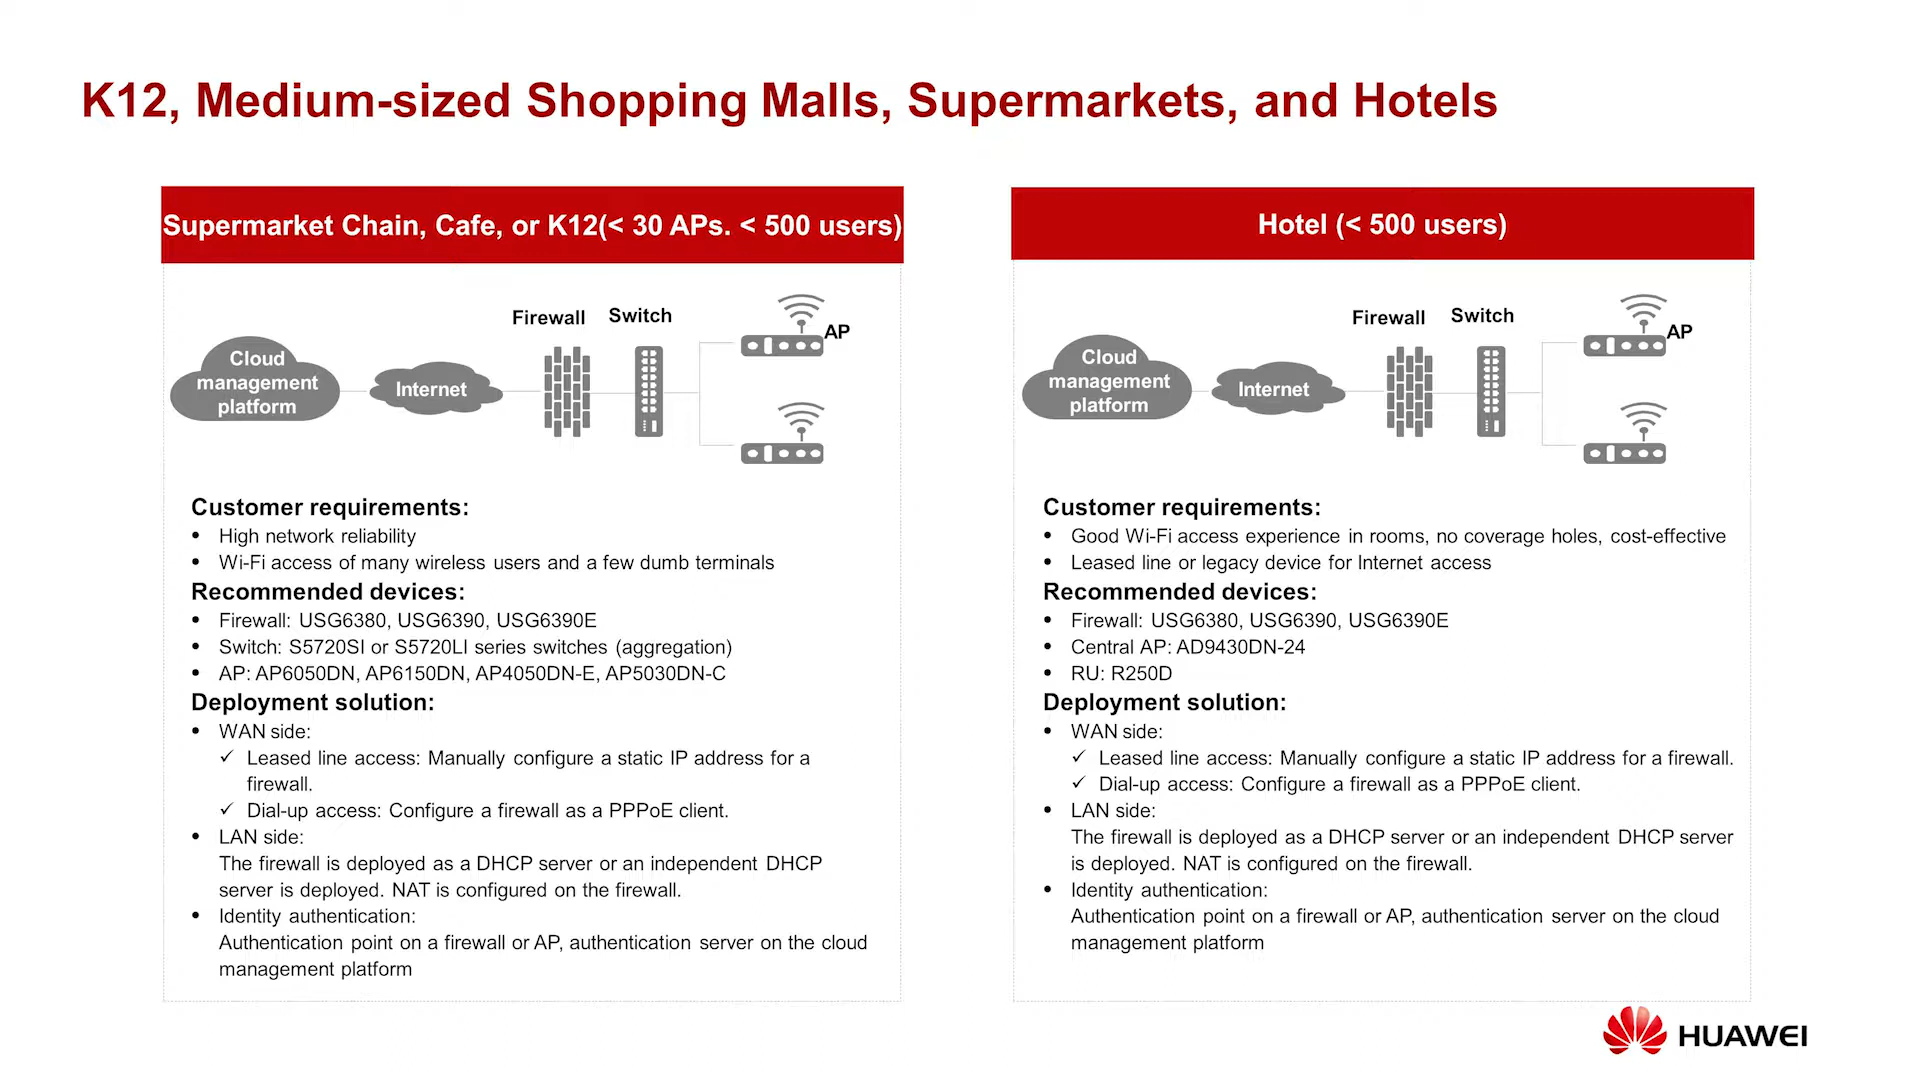 K12, Medium-sized Shopping Malls, Supermarkets, and Hotels
Supermarket Chain, Cafe, or K12(< 30 APs. < 500 users)
Firewall
Switch
AP
Cloud
management
platform
Internet
Customer requirements:
• High network reliability
• Wi-Fi access of many wireless users and a few dumb terminals
Recommended devices:
• Firewall: USG6380, USG6390, USG6390E
• Switch: S5720SI or S5720LI series switches (aggregation)
• AP: AP6050DN, AP6150DN, AP4050DN-E, AP5030DN-C
Deployment solution:
• WAN side:
✓ Leased line access: Manually configure a static IP address for a
firewall.
✓ Dial-up access: Configure a firewall as a PPPoE client.
• LAN side:
The firewall is deployed as a DHCP server or an independent DHCP
server is deployed. NAT is configured on the firewall.
• Identity authentication:
Authentication point on a firewall or AP, authentication server on the cloud
management platform
Hotel (< 500 users)
Firewall
Switch
AP
Cloud
management
platform
Internet
Customer requirements:
• Good Wi-Fi access experience in rooms, no coverage holes, cost-effective
• Leased line or legacy device for Internet access
Recommended devices:
• Firewall: USG6380, USG6390, USG6390E
• Central AP: AD9430DN-24
• RU: R250D
Deployment solution:
• WAN side:
✓ Leased line access: Manually configure a static IP address for a firewall.
✓ Dial-up access: Configure a firewall as a PPPoE client.
• LAN side:
The firewall is deployed as a DHCP server or an independent DHCP server
is deployed. NAT is configured on the firewall.
• Identity authentication:
Authentication point on a firewall or AP, authentication server on the cloud
management platform
HUAWEI